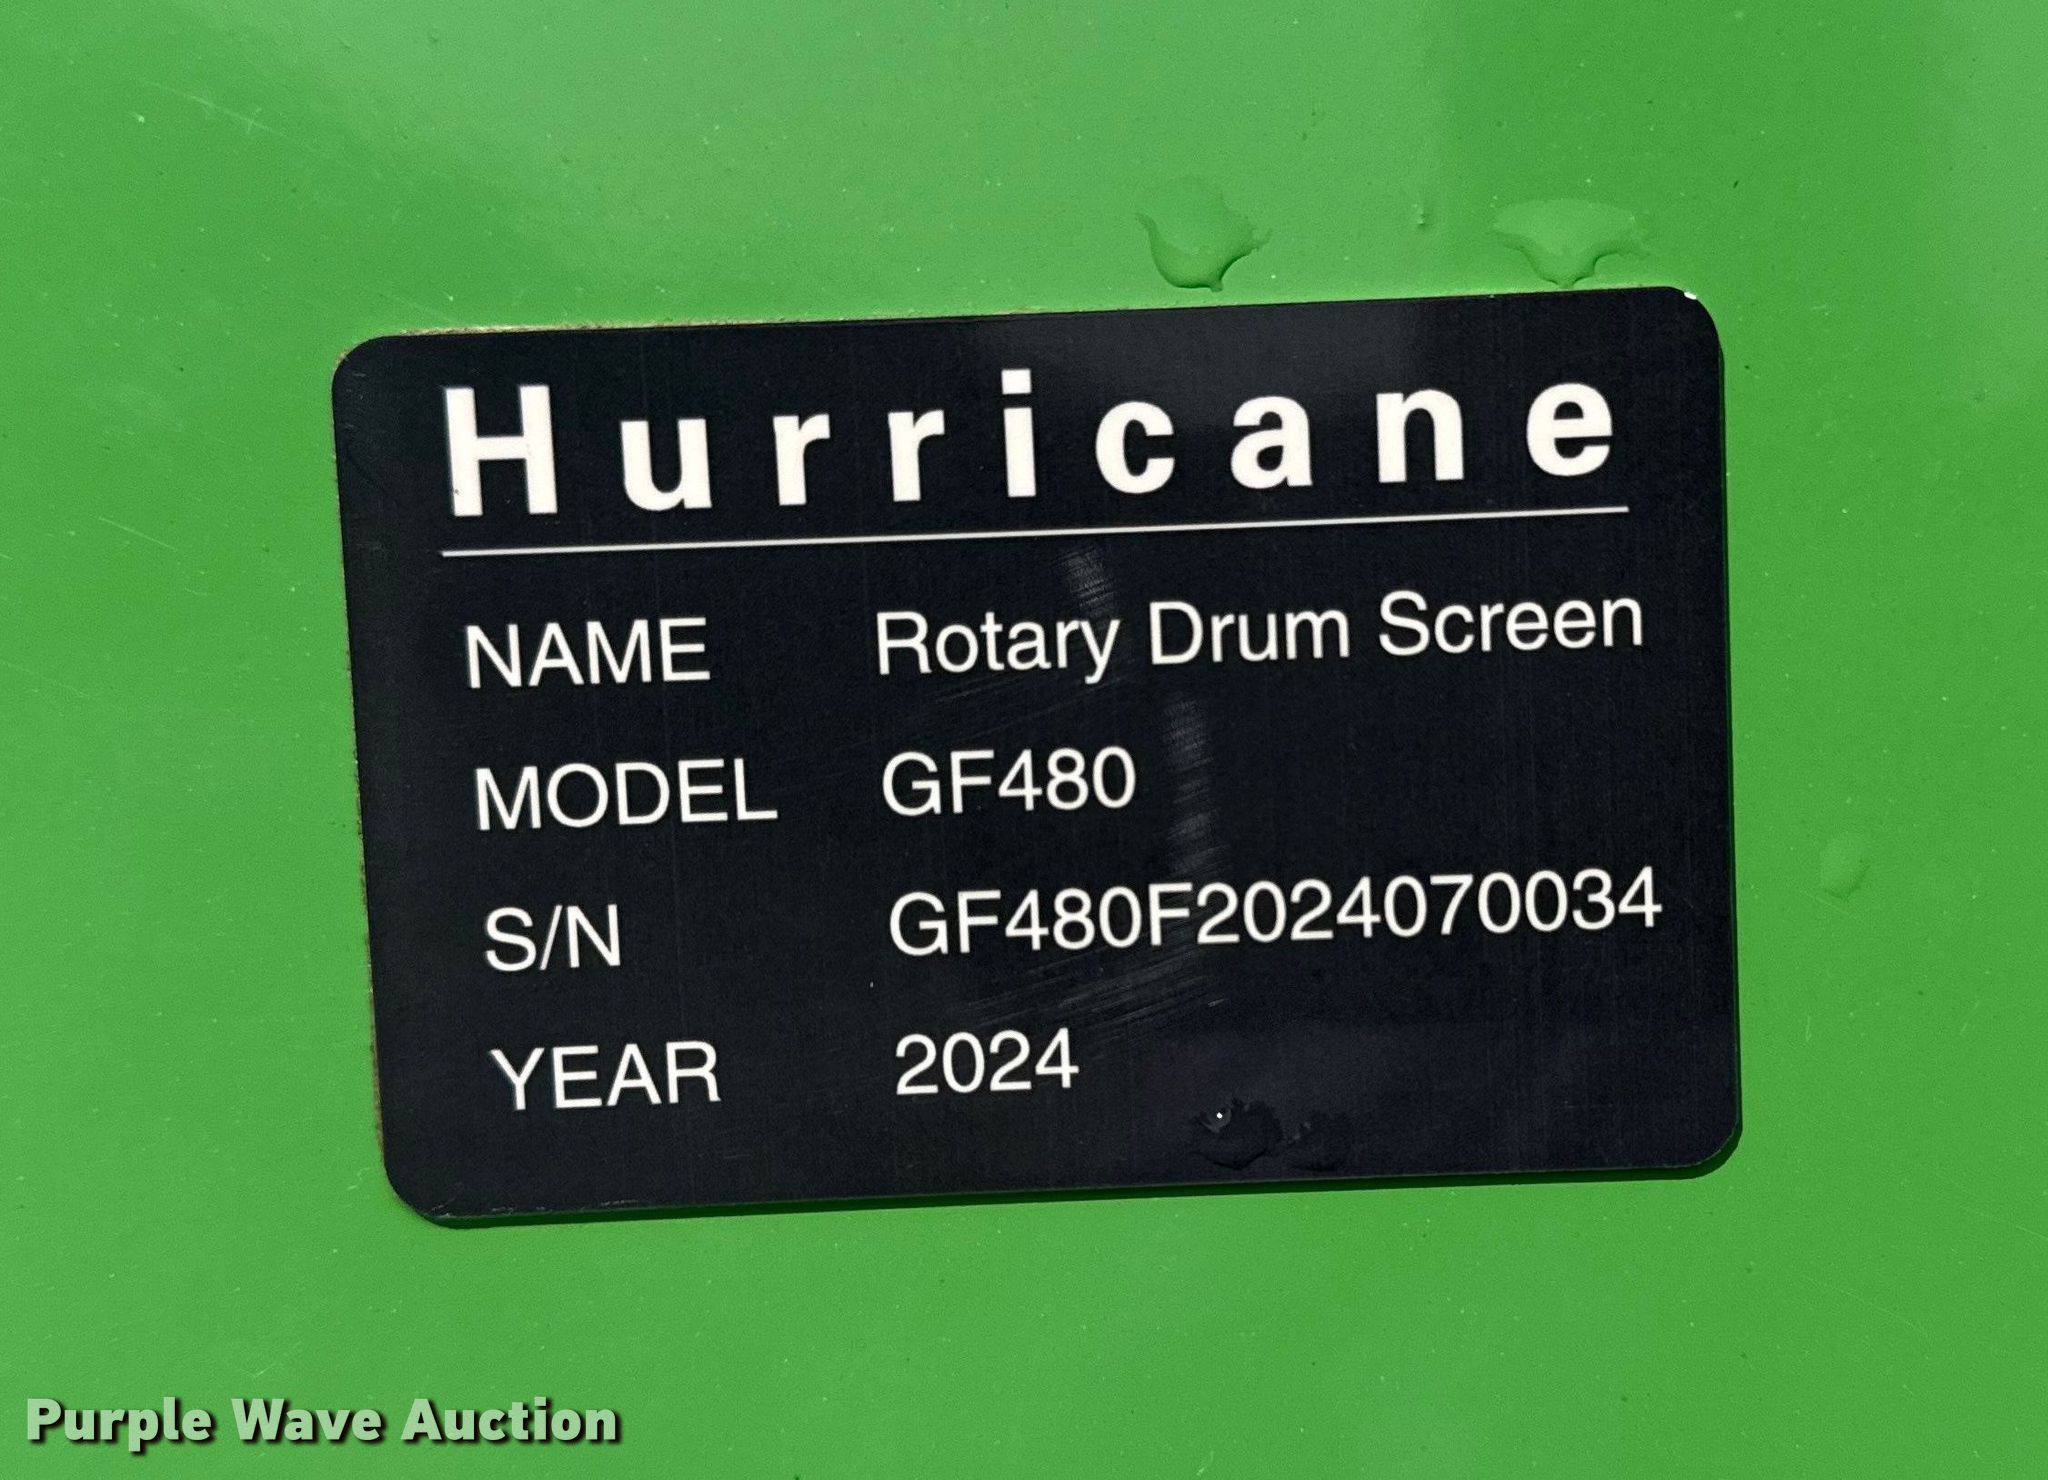 Hurricane
NAME Rotary Drum Screen
MODEL GF480
S/N GF480F2024070034
YEAR 2024
Purple Wave Auction